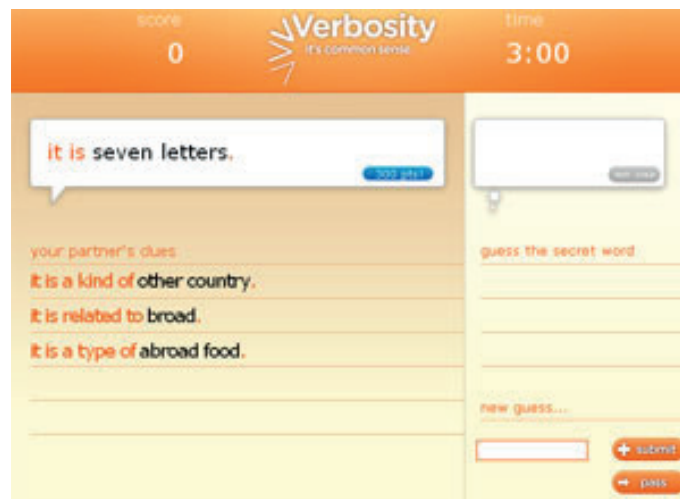 score
Verbosity
time
0
it's common sense.
3:00
it is seven letters.
your partner's clues
guess the secret word
it is a kind of other country.
it is related to broad.
it is a type of abroad food.
new guess...
submit
pass